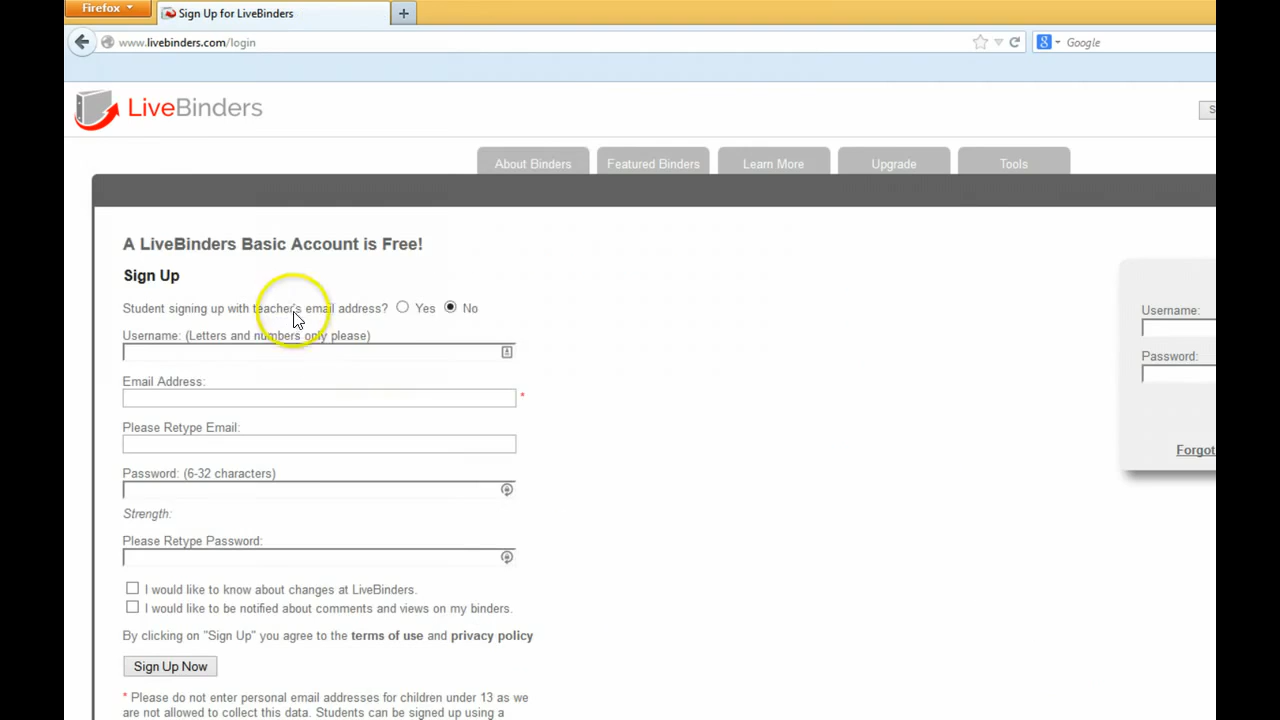 Firefox
Sign Up for LiveBinders
www.livebinders.com/login
Google
LiveBinders
S
About Binders
Featured Binders
Learn More
Upgrade
Tools
A LiveBinders Basic Account is Free!
Sign Up
Student signing up with teacher's email address? Yes No
Username: (Letters and numbers only please)
Email Address:
*
Please Retype Email:
Password: (6-32 characters)
Strength:
Please Retype Password:
I would like to know about changes at LiveBinders.
I would like to be notified about comments and views on my binders.
By clicking on "Sign Up" you agree to the terms of use and privacy policy
Sign Up Now
* Please do not enter personal email addresses for children under 13 as we
are not allowed to collect this data. Students can be signed up using a
Username:
Password:
Forgot